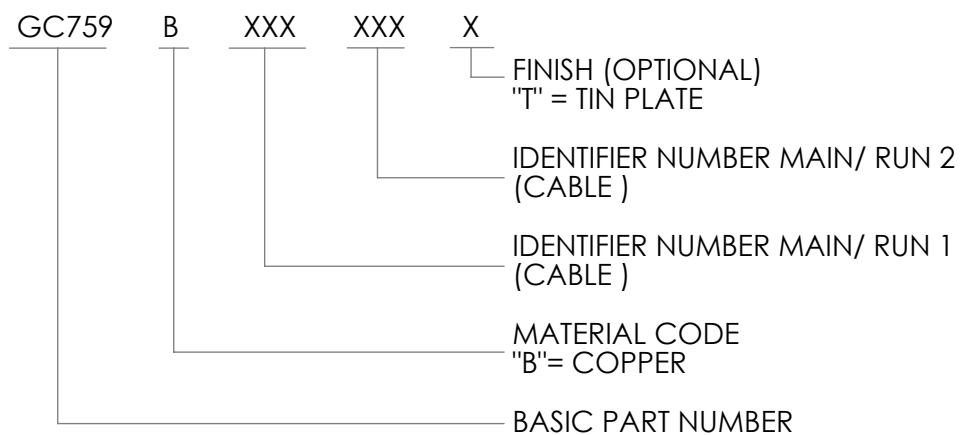 GC759 B XXX XXX X
FINISH (OPTIONAL)
"T" = TIN PLATE
IDENTIFIER NUMBER MAIN/ RUN 2
(CABLE )
IDENTIFIER NUMBER MAIN/ RUN 1
(CABLE )
MATERIAL CODE
"B"= COPPER
BASIC PART NUMBER